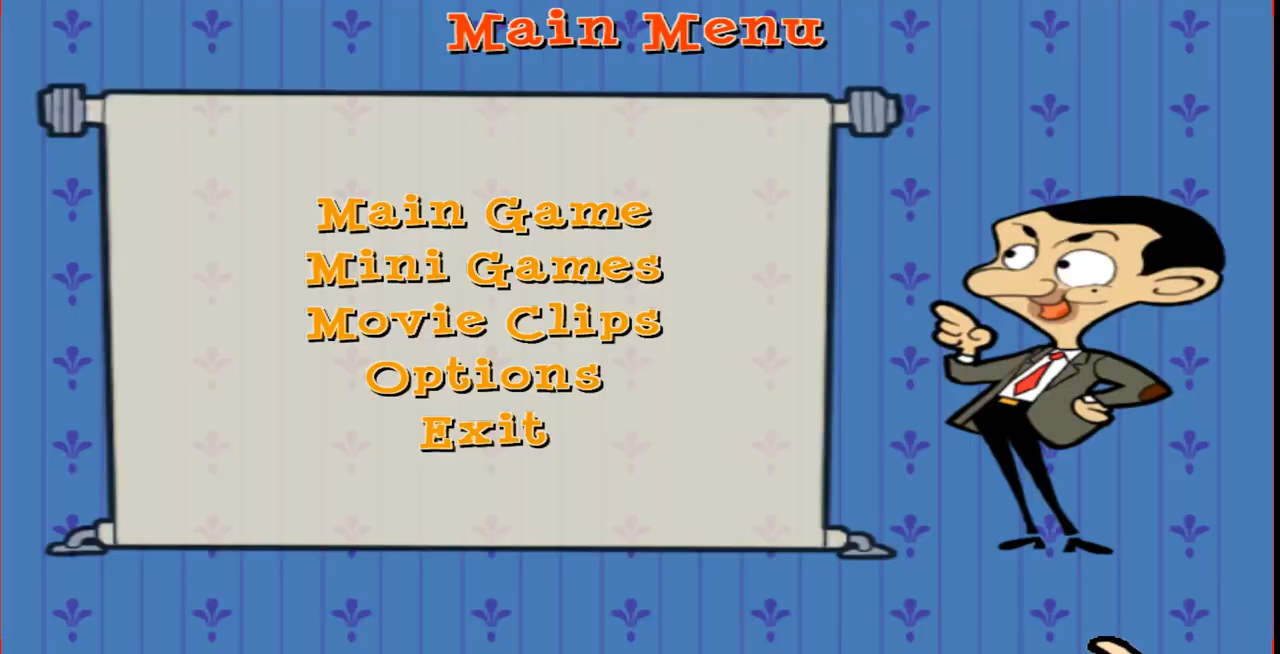 Main Menu
Main Game
Mini Games
Movie Clips
Options
Exit